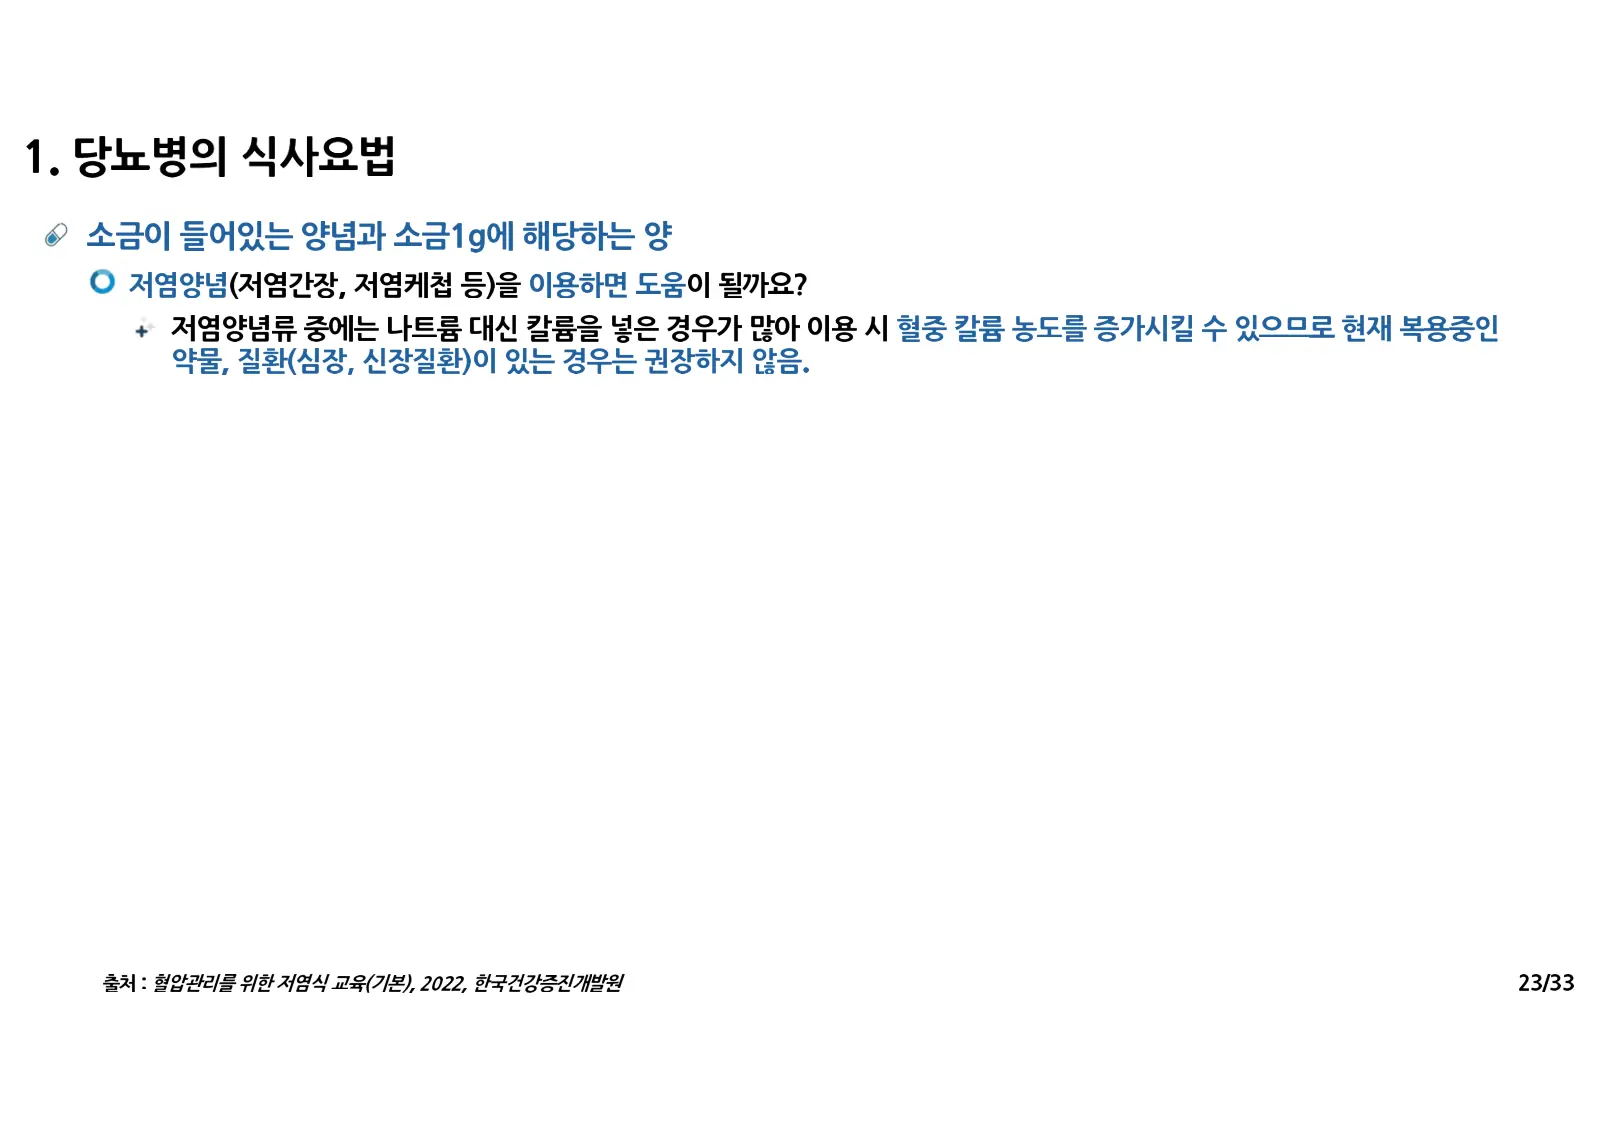 1. 당뇨병의 식사요법
소금이 들어있는 양념과 소금1g에 해당하는 양
저염양념(저염간장, 저염케첩 등)을 이용하면 도움이 될까요?
저염양념류 중에는 나트륨 대신 칼륨을 넣은 경우가 많아 이용 시 혈중 칼륨 농도를 증가시킬 수 있으므로 현재 복용중인
약물, 질환(심장, 신장질환)이 있는 경우는 권장하지 않음.
출처 : 혈압관리를 위한 저염식 교육(기본), 2022, 한국건강증진개발원
23/33